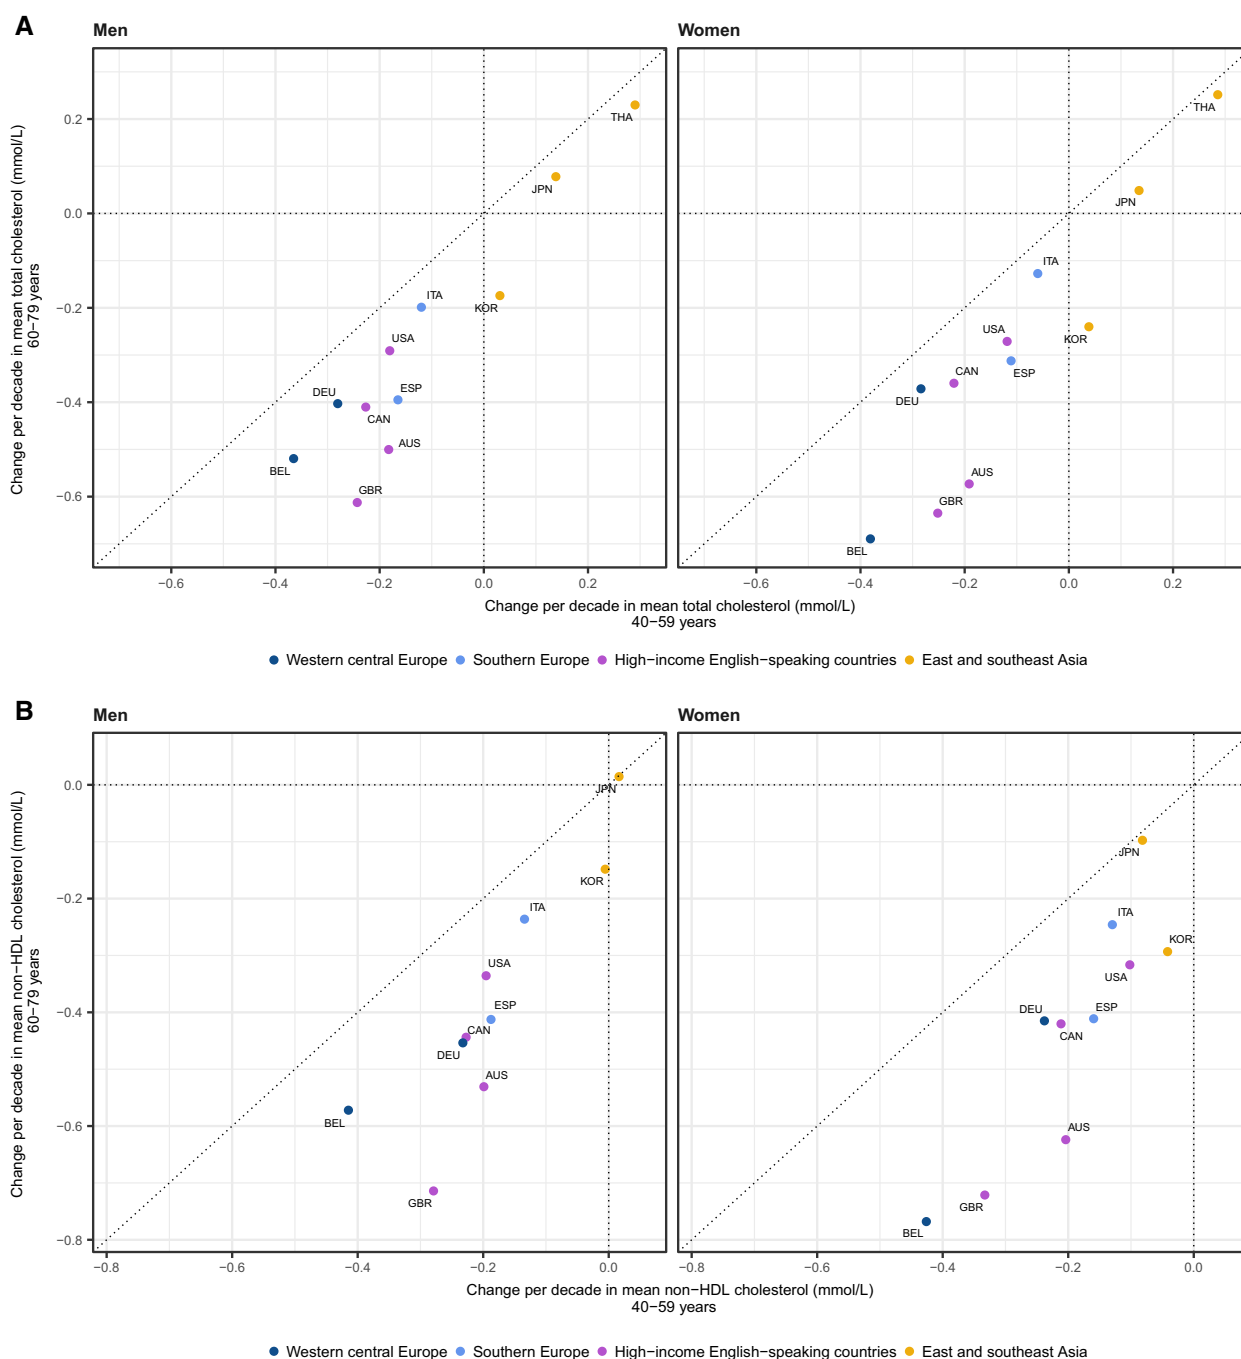 A
Men
Women
Change per decade in mean total cholesterol (mmol/L)
60−79 years
0.2
0.0
−0.2
−0.4
−0.6
THA
JPN
ITA
KOR
USA
DEU
ESP
CAN
AUS
BEL
GBR
THA
JPN
ITA
USA
KOR
ESP
CAN
DEU
AUS
GBR
BEL
−0.6
−0.4
−0.2
0.0
0.2
−0.6
−0.4
−0.2
0.0
0.2
Change per decade in mean total cholesterol (mmol/L)
40−59 years
Western central Europe
Southern Europe
High−income English−speaking countries
East and southeast Asia
B
Men
Women
Change per decade in mean non−HDL cholesterol (mmol/L)
60−79 years
0.0
−0.2
−0.4
−0.6
−0.8
JPN
KOR
ITA
USA
ESP
CAN
DEU
AUS
BEL
GBR
JPN
ITA
KOR
USA
DEU
ESP
CAN
AUS
GBR
BEL
−0.8
−0.6
−0.4
−0.2
0.0
−0.8
−0.6
−0.4
−0.2
0.0
Change per decade in mean non−HDL cholesterol (mmol/L)
40−59 years
Western central Europe
Southern Europe
High−income English−speaking countries
East and southeast Asia